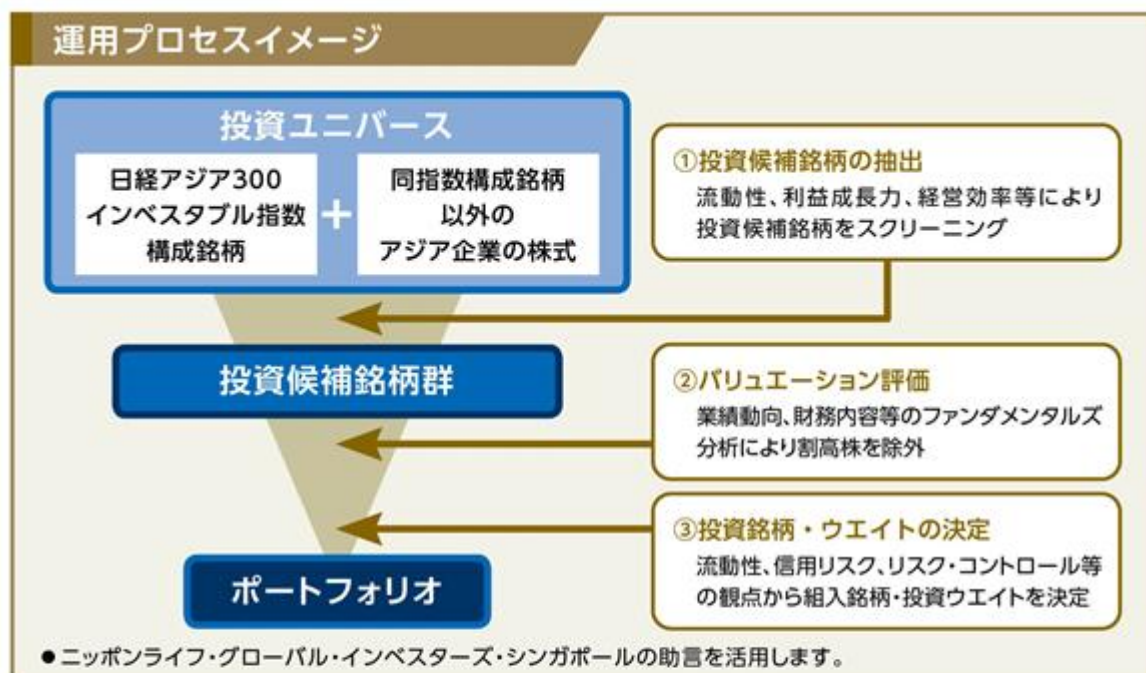 運用プロセスイメージ
投資ユニバース
日経アジア300
インベスタブル指数
構成銘柄
+
同指数構成銘柄
以外の
アジア企業の株式
①投資候補銘柄の抽出
流動性、利益成長力、経営効率等により
投資候補銘柄をスクリーニング
投資候補銘柄群
②バリュエーション評価
業績動向、財務内容等のファンダメンタルズ
分析により割高株を除外
③投資銘柄・ウエイトの決定
流動性、信用リスク、リスク・コントロール等
の観点から組入銘柄・投資ウエイトを決定
ポートフォリオ
●ニッポンライフ・グローバル・インベスターズ・シンガポールの助言を活用します。